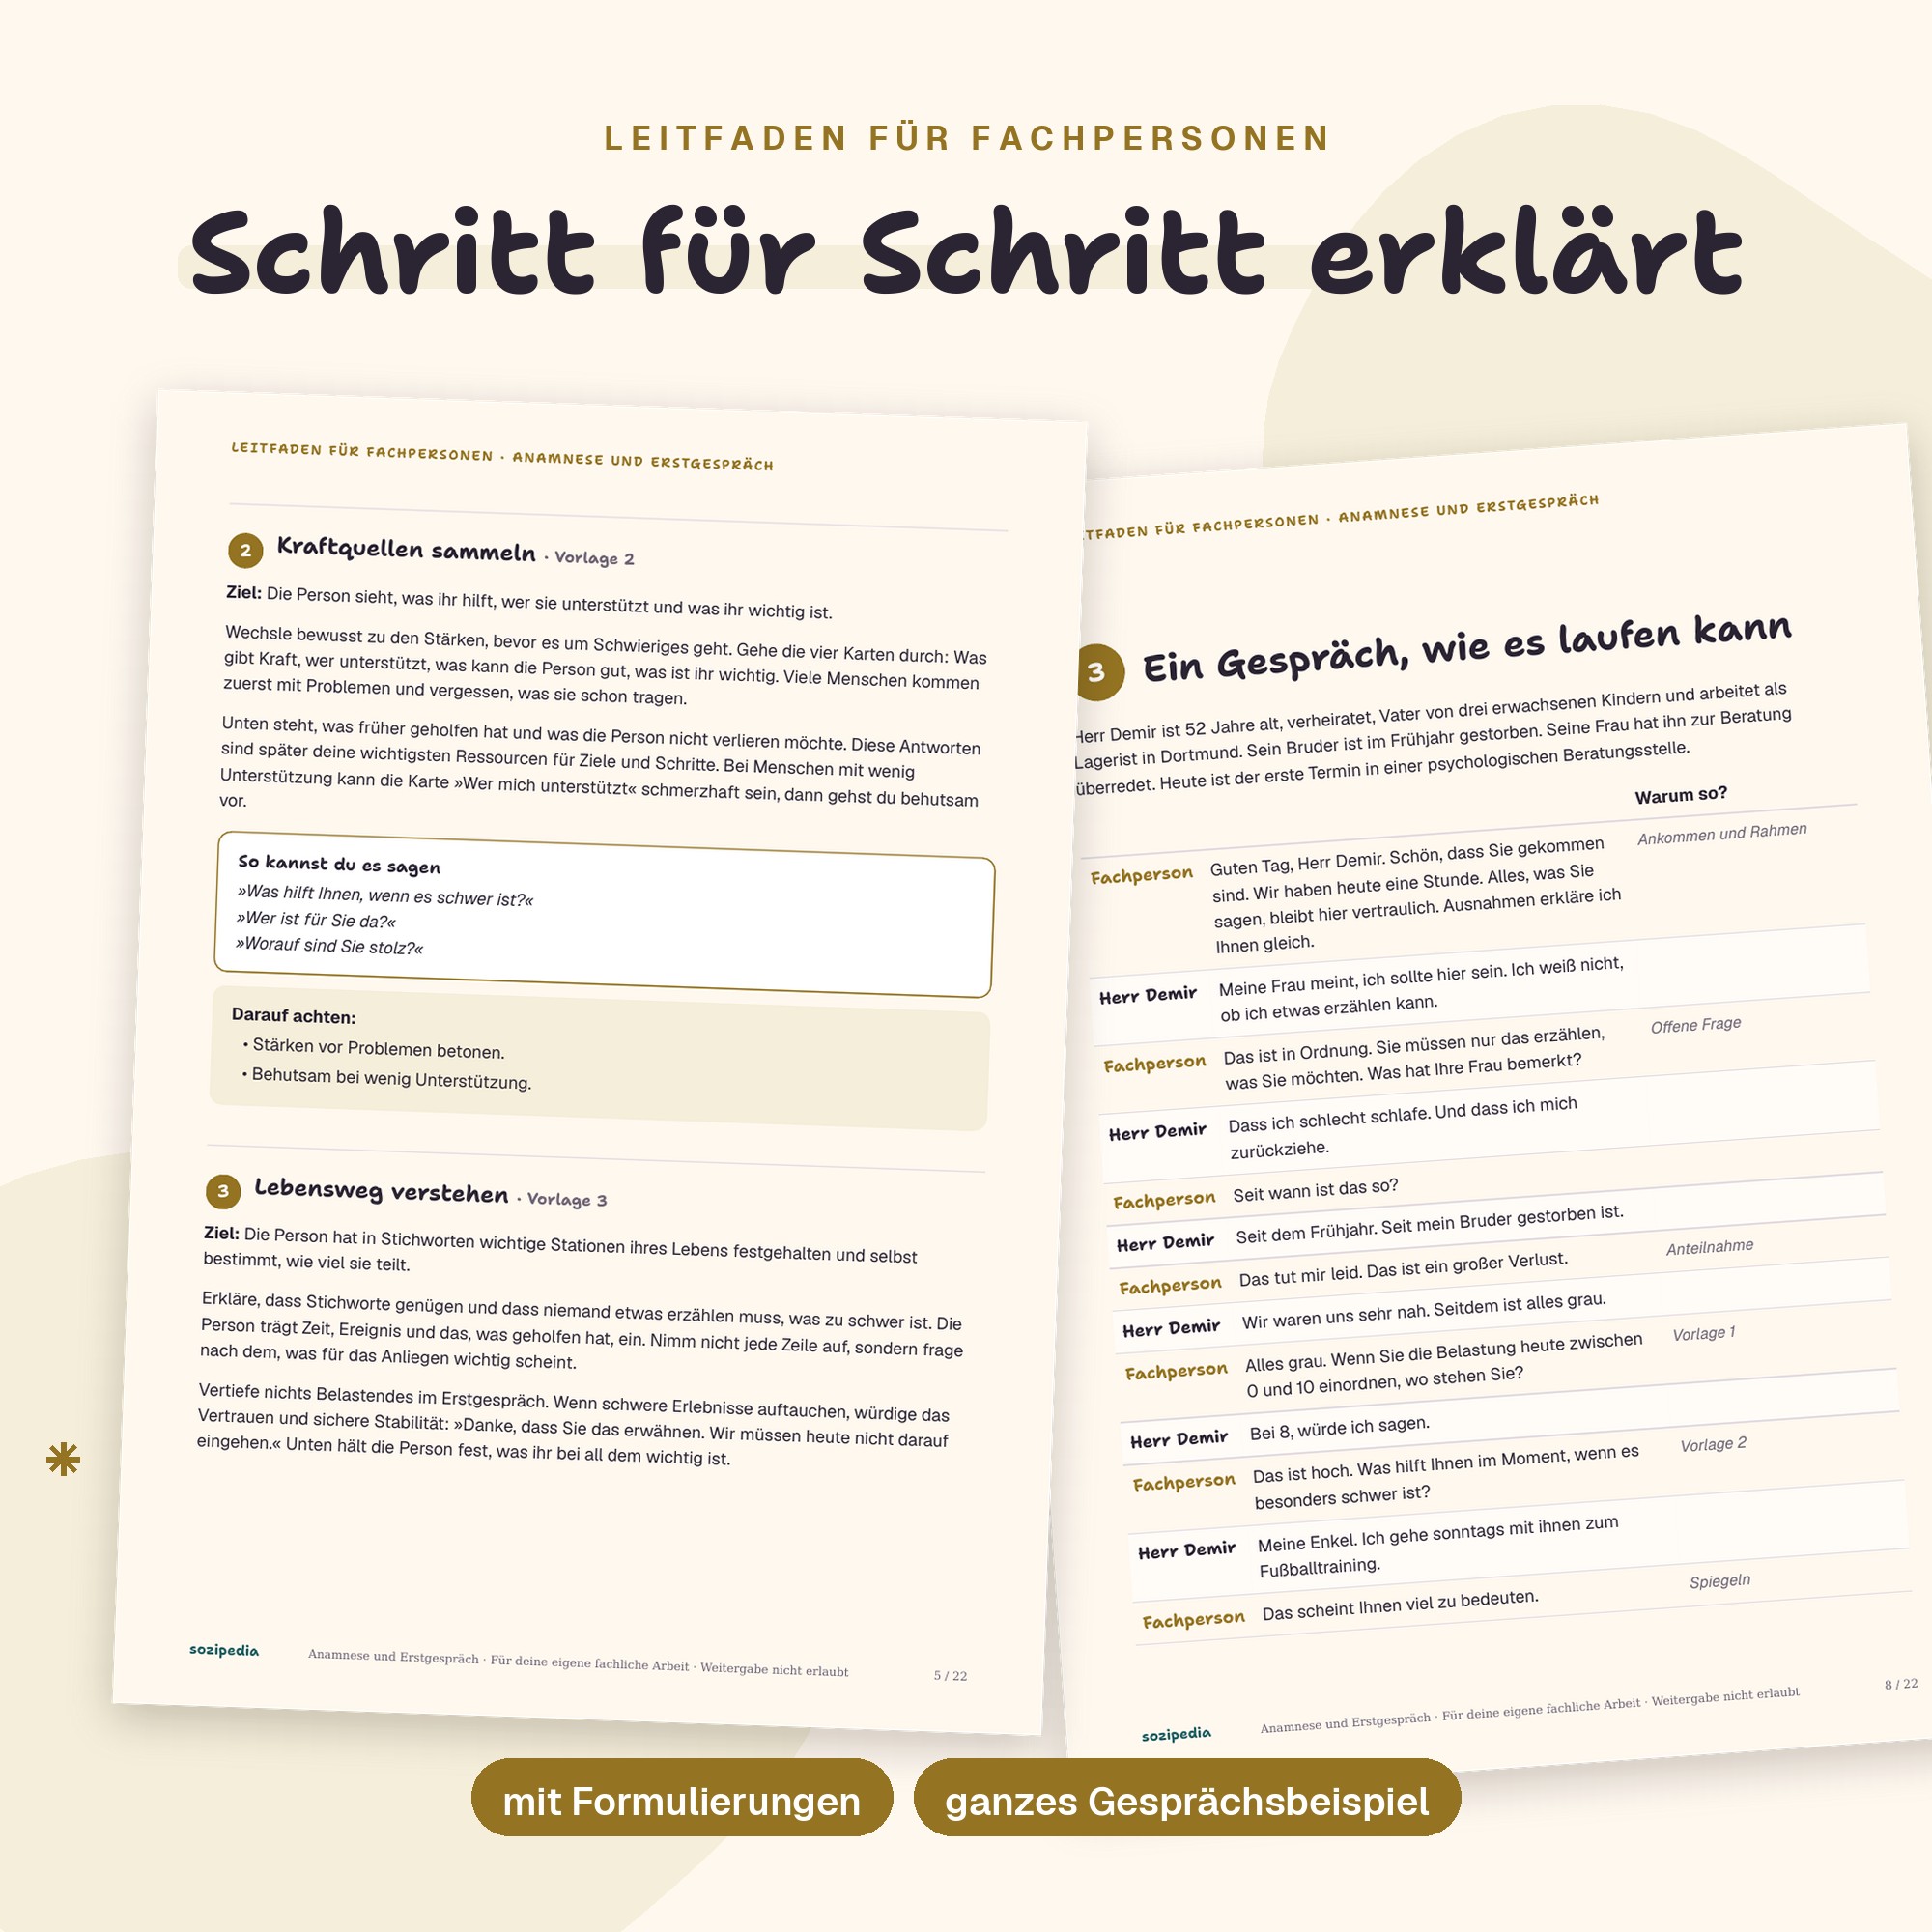 LEITFADEN FÜR FACHPERSONEN
Schritt für Schritt erklärt
LEITFADEN FÜR FACHPERSONEN · ANAMNESE UND ERSTGESPRÄCH
2 Kraftquellen sammeln · Vorlage 2
Ziel: Die Person sieht, was ihr hilft, wer sie unterstützt und was ihr wichtig ist.
Wechsle bewusst zu den Stärken, bevor es um Schwieriges geht. Gehe die vier Karten durch: Was
gibt Kraft, wer unterstützt, was kann die Person gut, was ist ihr wichtig. Viele Menschen kommen
zuerst mit Problemen und vergessen, was sie schon tragen.
Unten steht, was früher geholfen hat und was die Person nicht verlieren möchte. Diese Antworten
sind später deine wichtigsten Ressourcen für Ziele und Schritte. Bei Menschen mit wenig
Unterstützung kann die Karte »Wer mich unterstützt« schmerzhaft sein, dann gehst du behutsam
vor.
So kannst du es sagen
»Was hilft Ihnen, wenn es schwer ist?«
»Wer ist für Sie da?«
»Worauf sind Sie stolz?«
Darauf achten:
• Stärken vor Problemen betonen.
• Behutsam bei wenig Unterstützung.
3 Lebensweg verstehen · Vorlage 3
Ziel: Die Person hat in Stichworten wichtige Stationen ihres Lebens festgehalten und selbst
bestimmt, wie viel sie teilt.
Erkläre, dass Stichworte genügen und dass niemand etwas erzählen muss, was zu schwer ist. Die
Person trägt Zeit, Ereignis und das, was geholfen hat, ein. Nimm nicht jede Zeile auf, sondern frage
nach dem, was für das Anliegen wichtig scheint.
Vertiefe nichts Belastendes im Erstgespräch. Wenn schwere Erlebnisse auftauchen, würdige das
Vertrauen und sichere Stabilität: »Danke, dass Sie das erwähnen. Wir müssen heute nicht darauf
eingehen.« Unten hält die Person fest, was ihr bei all dem wichtig ist.
sozipedia Anamnese und Erstgespräch · Für deine eigene fachliche Arbeit · Weitergabe nicht erlaubt 5 / 22
TFADEN FÜR FACHPERSONEN · ANAMNESE UND ERSTGESPRÄCH
3 Ein Gespräch, wie es laufen kann
Herr Demir ist 52 Jahre alt, verheiratet, Vater von drei erwachsenen Kindern und arbeitet als
Lagerist in Dortmund. Sein Bruder ist im Frühjahr gestorben. Seine Frau hat ihn zur Beratung
überredet. Heute ist der erste Termin in einer psychologischen Beratungsstelle.
Warum so?
Fachperson Guten Tag, Herr Demir. Schön, dass Sie gekommen Ankommen und Rahmen
sind. Wir haben heute eine Stunde. Alles, was Sie
sagen, bleibt hier vertraulich. Ausnahmen erkläre ich
Ihnen gleich.
Herr Demir Meine Frau meint, ich sollte hier sein. Ich weiß nicht,
ob ich etwas erzählen kann.
Fachperson Das ist in Ordnung. Sie müssen nur das erzählen, Offene Frage
was Sie möchten. Was hat Ihre Frau bemerkt?
Herr Demir Dass ich schlecht schlafe. Und dass ich mich
zurückziehe.
Fachperson Seit wann ist das so?
Herr Demir Seit dem Frühjahr. Seit mein Bruder gestorben ist.
Fachperson Das tut mir leid. Das ist ein großer Verlust. Anteilnahme
Herr Demir Wir waren uns sehr nah. Seitdem ist alles grau.
Fachperson Alles grau. Wenn Sie die Belastung heute zwischen Vorlage 1
0 und 10 einordnen, wo stehen Sie?
Herr Demir Bei 8, würde ich sagen.
Fachperson Das ist hoch. Was hilft Ihnen im Moment, wenn es Vorlage 2
besonders schwer ist?
Herr Demir Meine Enkel. Ich gehe sonntags mit ihnen zum
Fußballtraining.
Fachperson Das scheint Ihnen viel zu bedeuten. Spiegeln
sozipedia Anamnese und Erstgespräch · Für deine eigene fachliche Arbeit · Weitergabe nicht erlaubt 8 / 22
mit Formulierungen
ganzes Gesprächsbeispiel